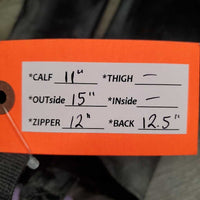 *CALF 11" *THIGH —
*OUTside 15" *INside —
*ZIPPER 12" *BACK 12.5"